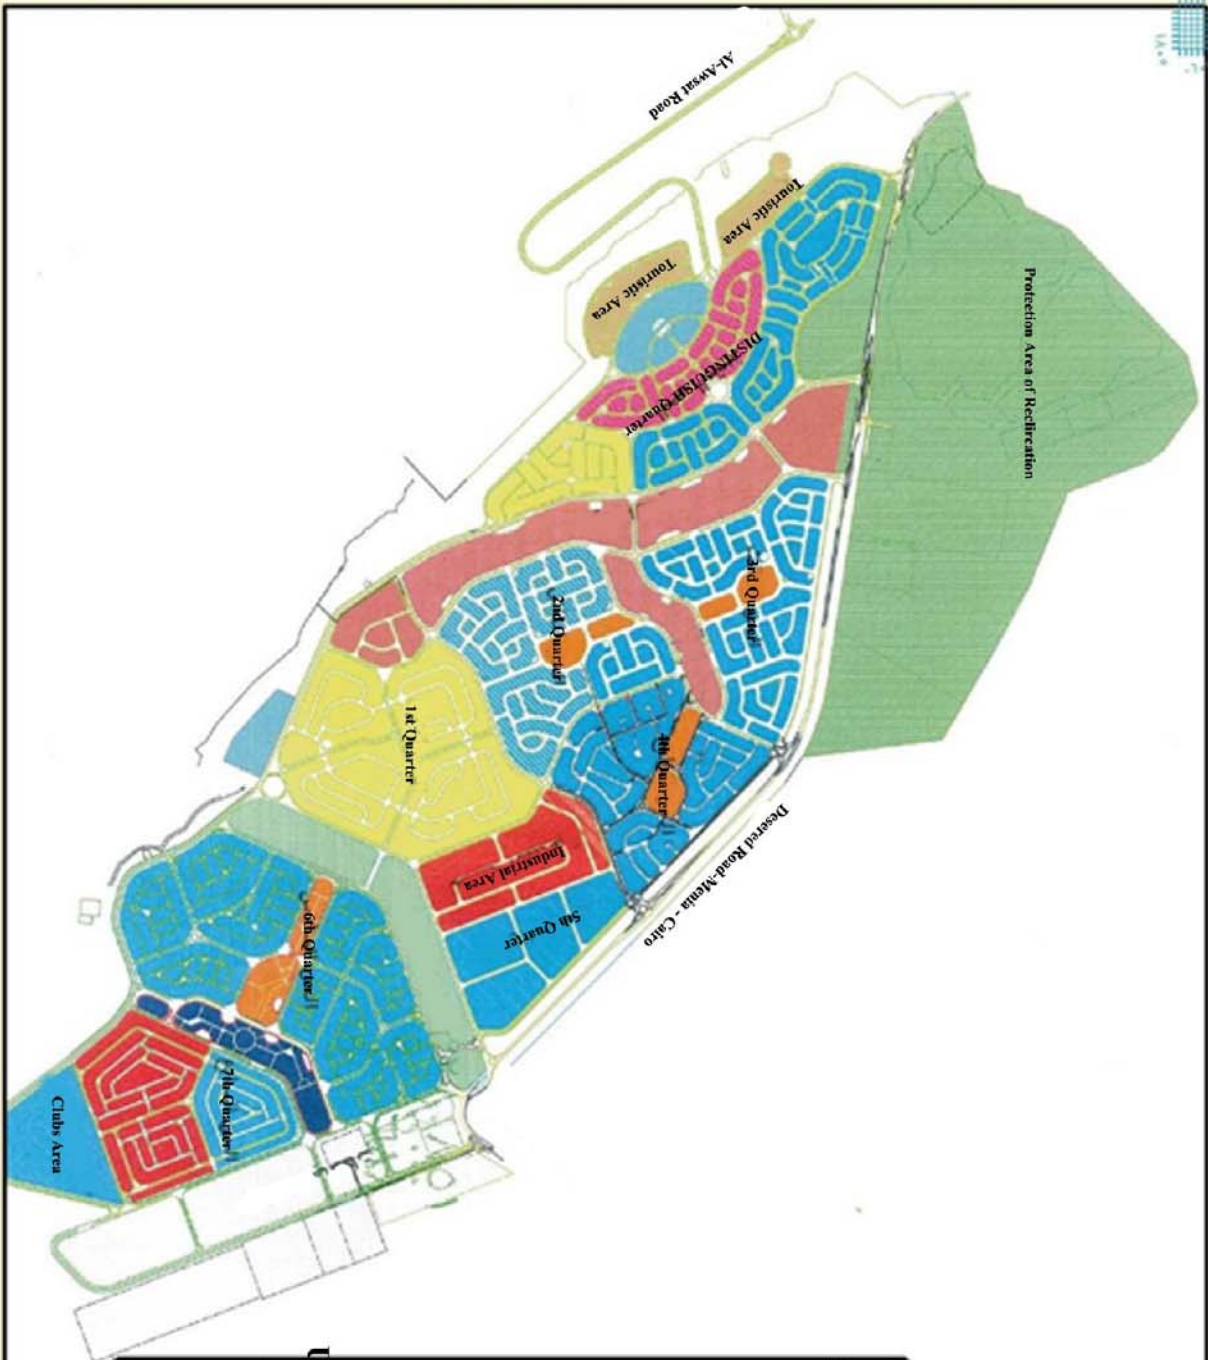 Al-Awsat Road
Touristic Area
Touristic Area
DISTINGUISH Quarter
Protection Area of Reclircation
3rd Quarter
2nd Quarter
1st Quarter
4th Quarter
Desered Road-Menia - Cairo
Industrial Area
5th Quarter
6th Quarter
7th Quarter
Clubs Area
U